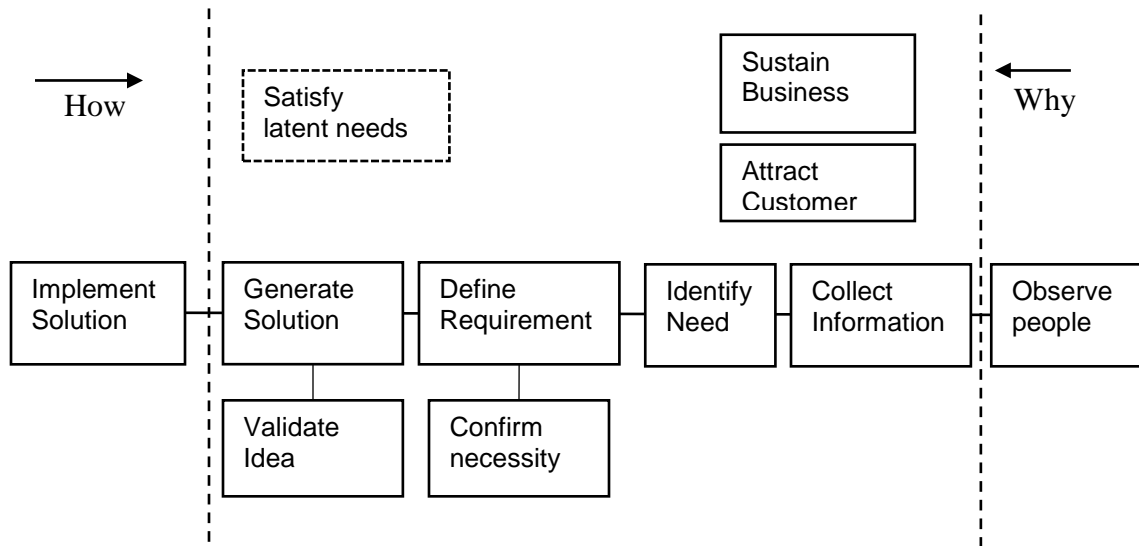 How
Satisfy
latent needs
Sustain
Business
Why
Attract
Customer
Implement
Solution
Generate
Solution
Define
Requirement
Identify
Need
Collect
Information
Observe
people
Validate
Idea
Confirm
necessity